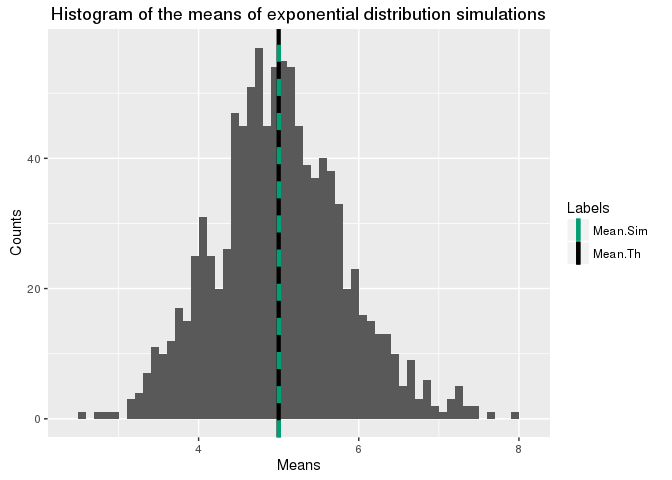 Histogram of the means of exponential distribution simulations
Counts
40
20
0
4
6
8
Means
Labels
Mean.Sim
Mean.Th